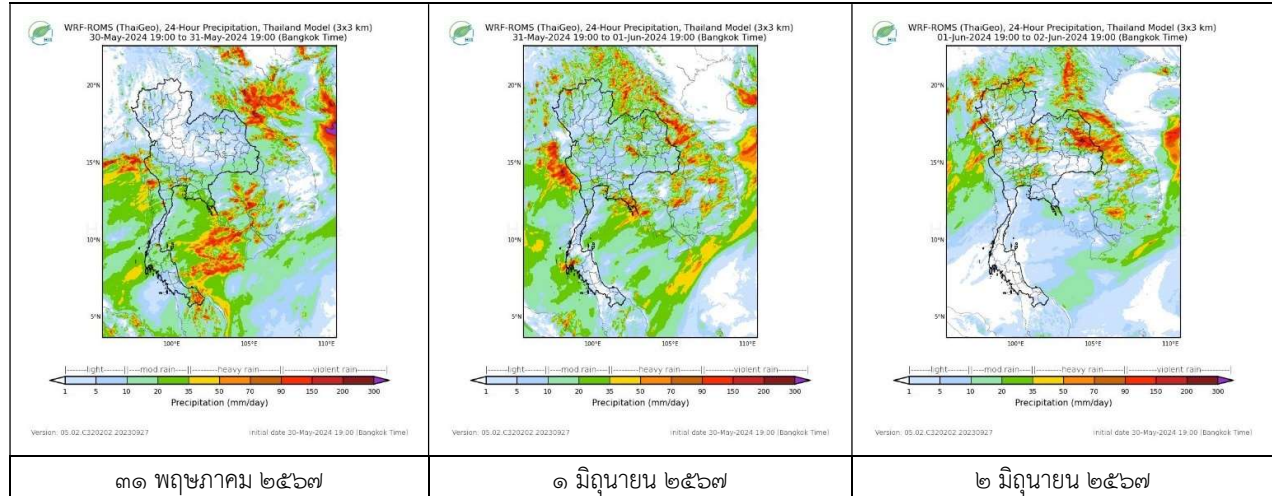 WRF-ROMS (ThaiGeo), 24-Hour Precipitation, Thailand Model (3x3 km)
30-May-2024 19:00 to 31-May-2024 19:00 (Bangkok Time)
20°N
15°N
10°N
5°N
100°E 105°E 110°E
light mod rain heavy rain violent rain
1 5 10 20 35 50 70 90 150 200 300
Precipitation (mm/day)
Version: 05.02.C320202.20230927 Initial date 30-May-2024 19:00 (Bangkok Time)
๓๑ พฤษภาคม ๒๕๖๗
WRF-ROMS (ThaiGeo), 24-Hour Precipitation, Thailand Model (3x3 km)
31-May-2024 19:00 to 01-Jun-2024 19:00 (Bangkok Time)
20°N
15°N
10°N
5°N
100°E 105°E 110°E
light mod rain heavy rain violent rain
1 5 10 20 35 50 70 90 150 200 300
Precipitation (mm/day)
Version: 05.02.C320202.20230927 Initial date 30-May-2024 19:00 (Bangkok Time)
๑ มิถุนายน ๒๕๖๗
WRF-ROMS (ThaiGeo), 24-Hour Precipitation, Thailand Model (3x3 km)
01-Jun-2024 19:00 to 02-Jun-2024 19:00 (Bangkok Time)
20°N
15°N
10°N
5°N
100°E 105°E 110°E
light mod rain heavy rain violent rain
1 5 10 20 35 50 70 90 150 200 300
Precipitation (mm/day)
Version: 05.02.C320202.20230927 Initial date 30-May-2024 19:00 (Bangkok Time)
๒ มิถุนายน ๒๕๖๗